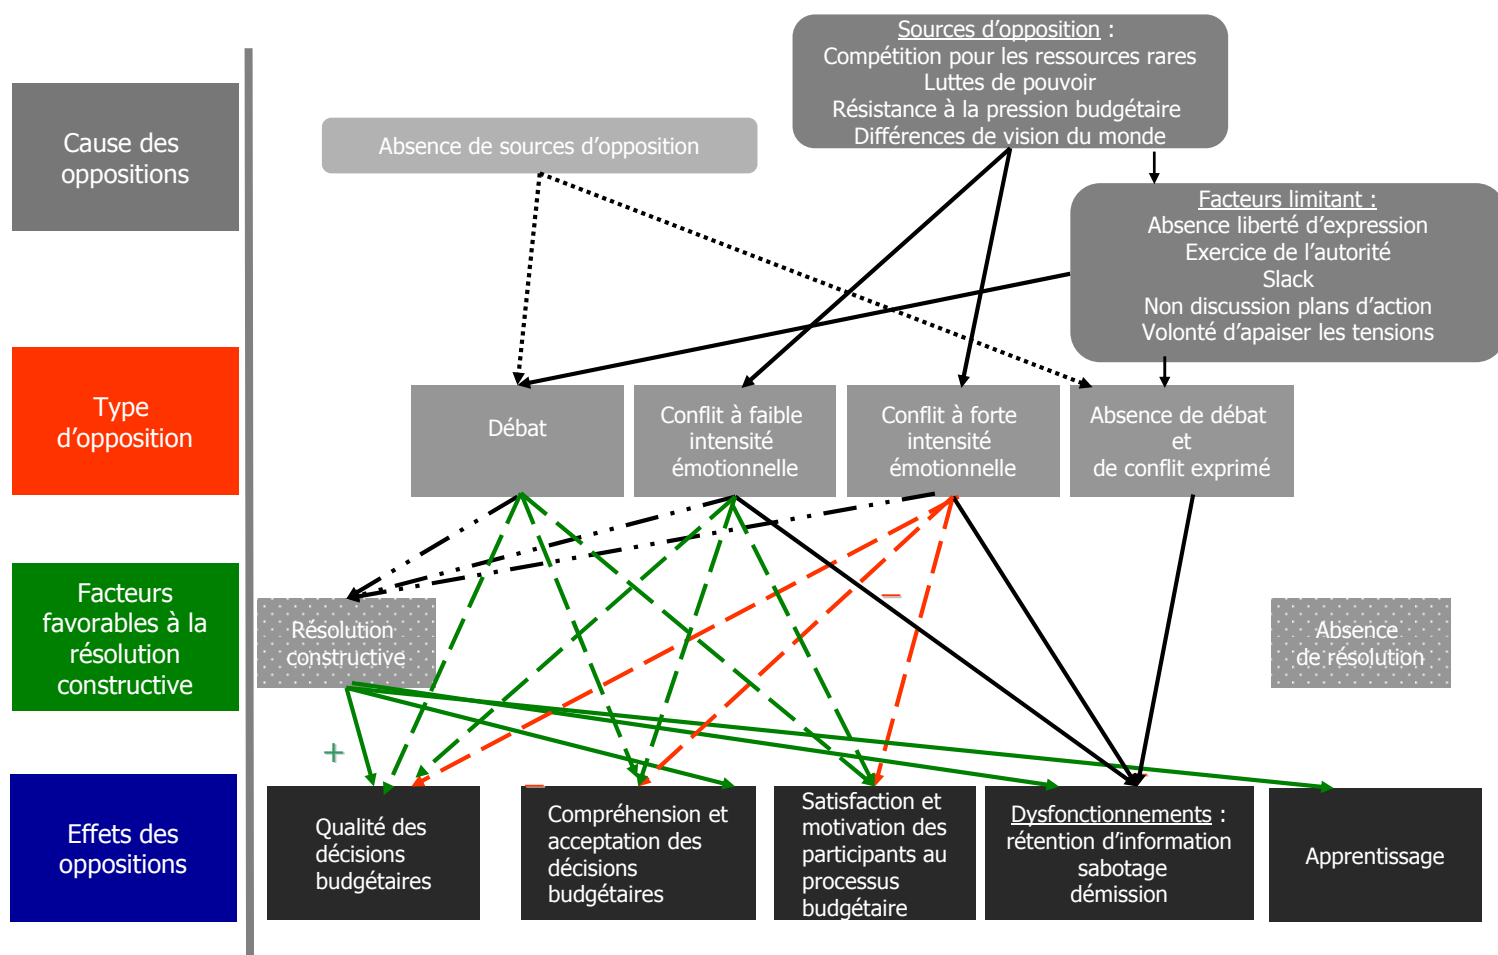 Sources d'opposition :
Compétition pour les ressources rares
Luttes de pouvoir
Résistance à la pression budgétaire
Différences de vision du monde
Cause des
oppositions
Absence de sources d'opposition
Facteurs limitant :
Absence liberté d'expression
Exercice de l'autorité
Slack
Non discussion plans d'action
Volonté d'apaiser les tensions
Type
d'opposition
Débat
Conflit à faible
intensité
émotionnelle
Conflit à forte
intensité
émotionnelle
Absence de débat
et
de conflit exprimé
Facteurs
favorables à la
résolution
constructive
Résolution
constructive
–
Absence
de résolution
+
–
Effets des
oppositions
Qualité des
décisions
budgétaires
Compréhension et
acceptation des
décisions
budgétaires
Satisfaction et
motivation des
participants au
processus
budgétaire
Dysfonctionnements :
rétention d'information
sabotage
démission
Apprentissage